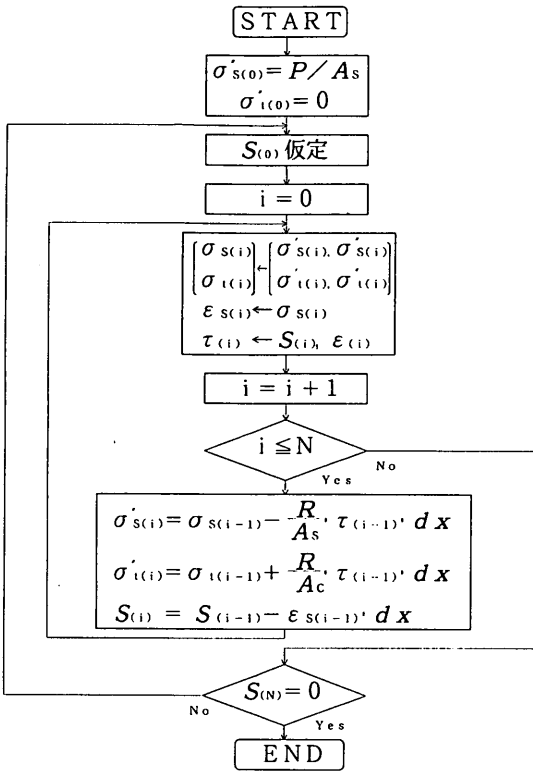 START
σ'S(0)=P/AS
σ't(0)=0
S(0) 仮定
i=0
σS(i) ← σ'S(i), σ'S(i)
σt(i) σ't(i), σ't(i)
εS(i)←σS(i)
τ(i) ←S(i), ε(i)
i=i+1
i≦N
No
Yes
σ'S(i)=σS(i-1)−R/AS・τ(i-1)・dx
σ't(i)=σt(i-1)+R/AC・τ(i-1)・dx
S(i) = S(i-1)−εS(i-1)・dx
S(N)=0
No
Yes
END